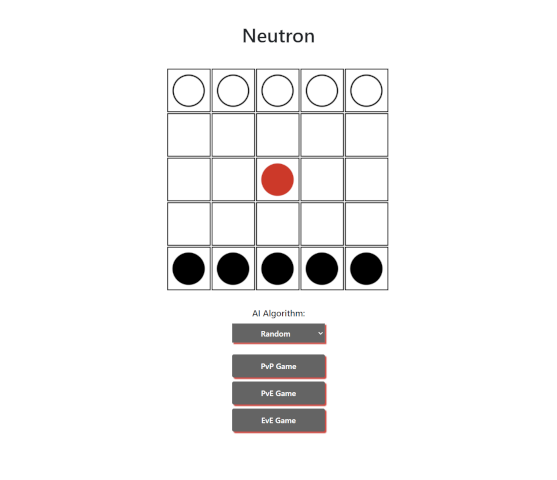 Neutron
AI Algorithm:
Random
PvP Game
PvE Game
EvE Game